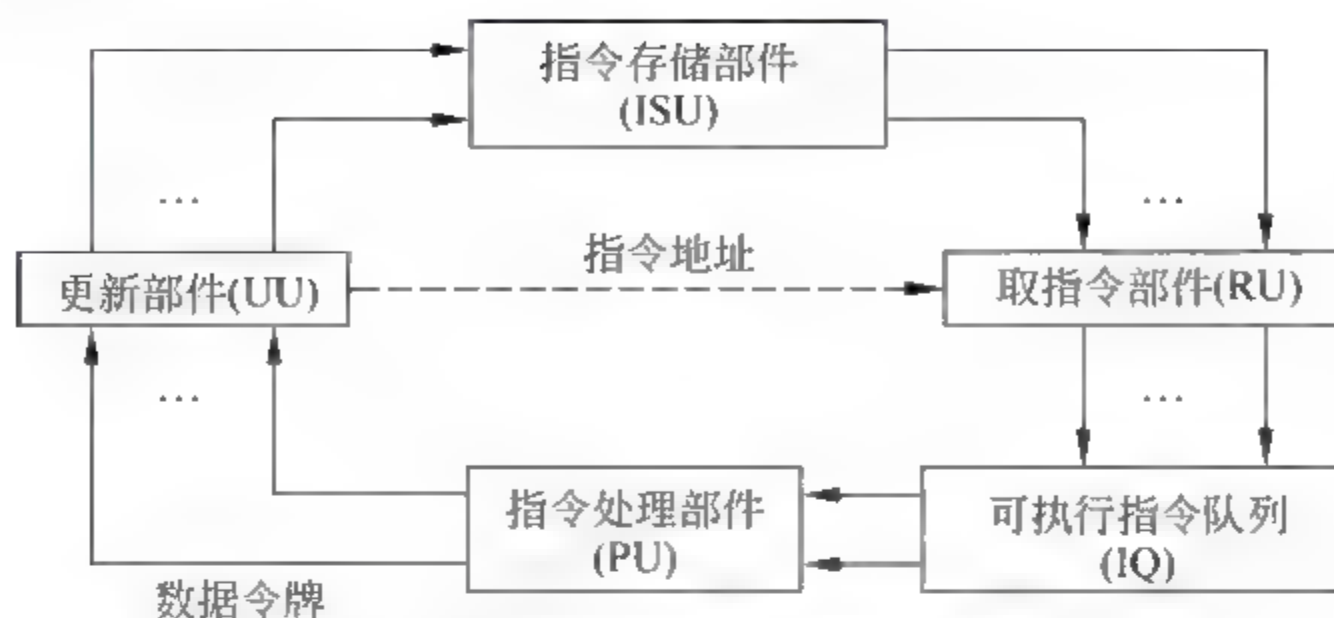 指令存储部件
(ISU)
…
…
指令地址
更新部件(UU)
取指令部件(RU)
…
…
指令处理部件
(PU)
可执行指令队列
(IQ)
数据令牌